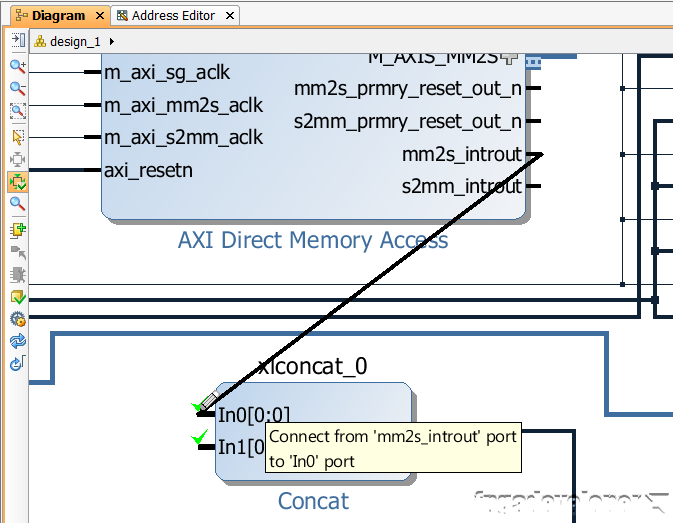 Diagram
Address Editor
design_1
M_AXIS_MM2S
m_axi_sg_aclk
mm2s_prmry_reset_out_n
m_axi_mm2s_aclk
s2mm_prmry_reset_out_n
m_axi_s2mm_aclk
mm2s_introut
axi_resetn
s2mm_introut
AXI Direct Memory Access
xlconcat_0
In0[0:0]
In1[0
Connect from 'mm2s_introut' port
to 'In0' port
Concat